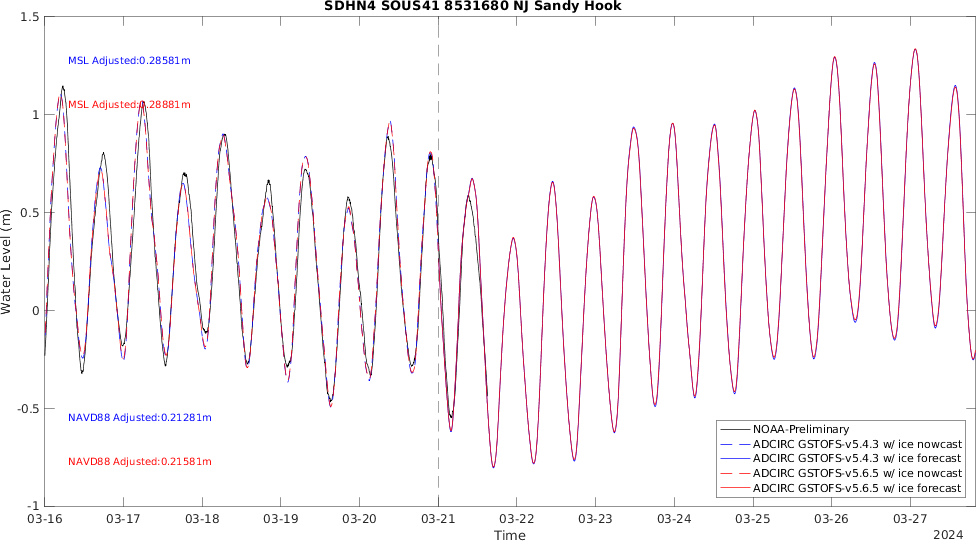 SDHN4 SOUS41 8531680 NJ Sandy Hook
1.5
MSL Adjusted:0.28581m
MSL Adjusted:0.28881m
1
0.5
Water Level (m)
0
-0.5
NAVD88 Adjusted:0.21281m
NAVD88 Adjusted:0.21581m
-1
NOAA-Preliminary
ADCIRC GSTOFS-v5.4.3 w/ ice nowcast
ADCIRC GSTOFS-v5.4.3 w/ ice forecast
ADCIRC GSTOFS-v5.6.5 w/ ice nowcast
ADCIRC GSTOFS-v5.6.5 w/ ice forecast
03-16 03-17 03-18 03-19 03-20 03-21 03-22 03-23 03-24 03-25 03-26 03-27
Time
2024